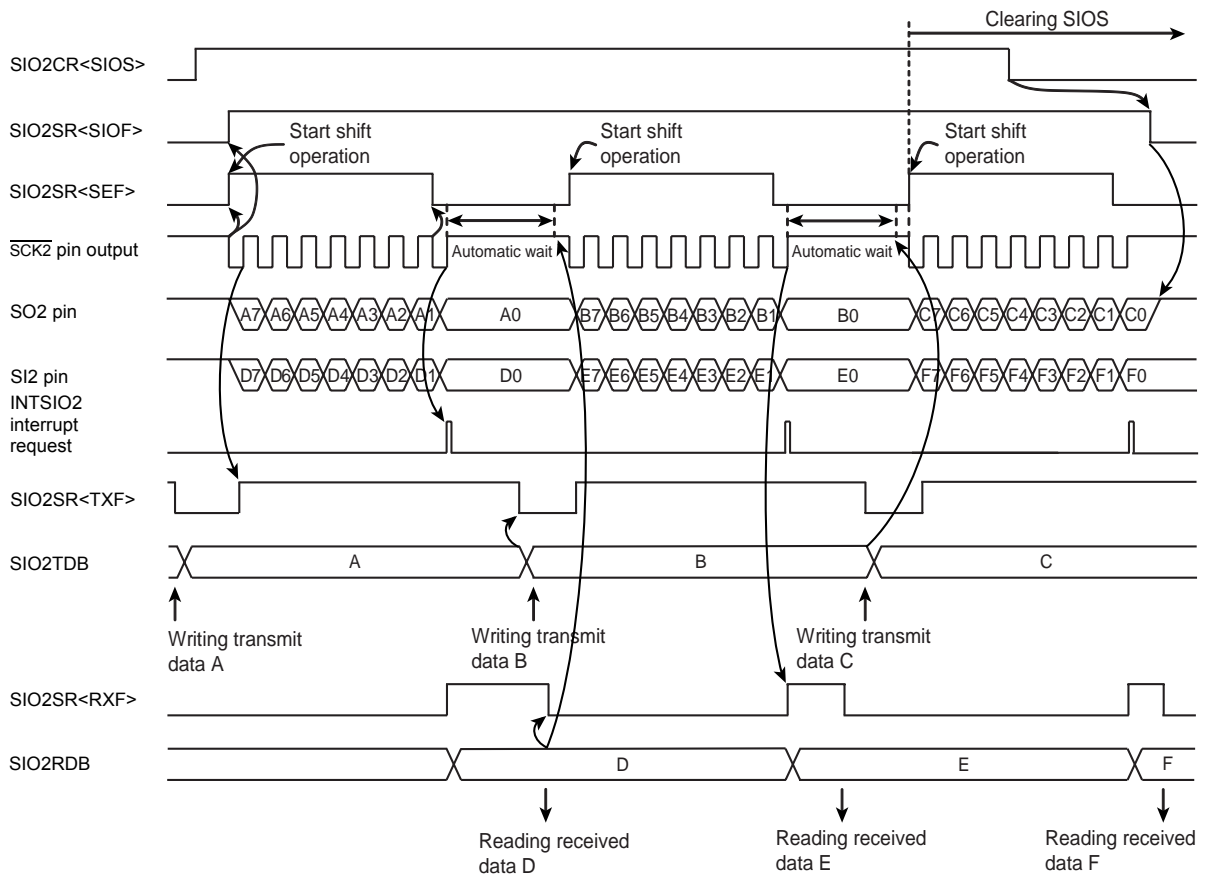 Clearing SIOS
SIO2CR<SIOS>
SIO2SR<SIOF>
Start shift
operation
Start shift
operation
Start shift
operation
SIO2SR<SEF>
SCK2 pin output
Automatic wait
Automatic wait
SO2 pin
A7 A6 A5 A4 A3 A2 A1 A0 B7 B6 B5 B4 B3 B2 B1 B0 C7 C6 C5 C4 C3 C2 C1 C0
SI2 pin
D7 D6 D5 D4 D3 D2 D1 D0 E7 E6 E5 E4 E3 E2 E1 E0 F7 F6 F5 F4 F3 F2 F1 F0
INTSIO2
interrupt
request
SIO2SR<TXF>
SIO2TDB
A B C
Writing transmit
data A
Writing transmit
data B
Writing transmit
data C
SIO2SR<RXF>
SIO2RDB
D E F
Reading received
data D
Reading received
data E
Reading received
data F